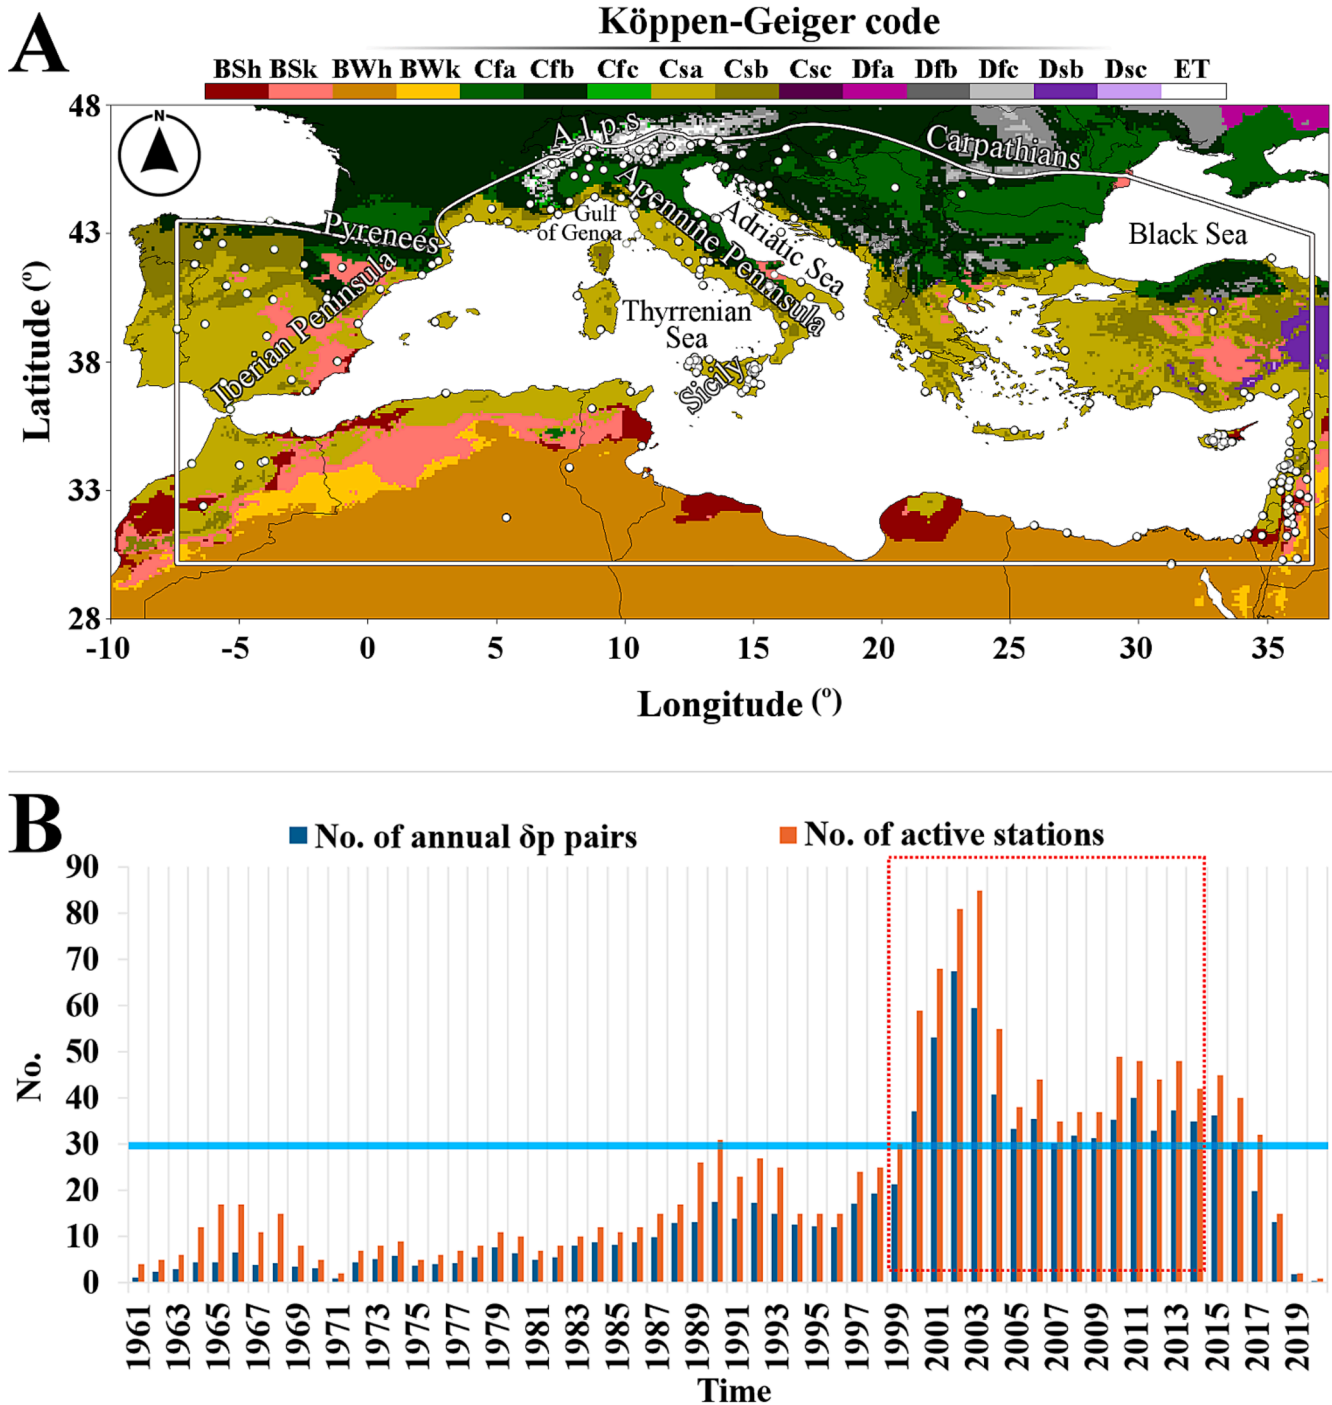 A
Köppen-Geiger code
BSh BSk BWh BWk Cfa Cfb Cfc Csa Csb Csc Dfa Dfb Dfc Dsb Dsc ET
48
43
38
33
28
Latitude (º)
N
Alps
Carpathians
Pyreneés
Gulf
of Genoa
Apennine Peninsula
Adriatic Sea
Black Sea
Iberian Peninsula
Thyrrenian
Sea
Sicily
-10 -5 0 5 10 15 20 25 30 35
Longitude (º)
B
No. of annual δp pairs
No. of active stations
90
80
70
60
50
40
30
20
10
0
No.
1961 1963 1965 1967 1969 1971 1973 1975 1977 1979 1981 1983 1985 1987 1989 1991 1993 1995 1997 1999 2001 2003 2005 2007 2009 2011 2013 2015 2017 2019
Time